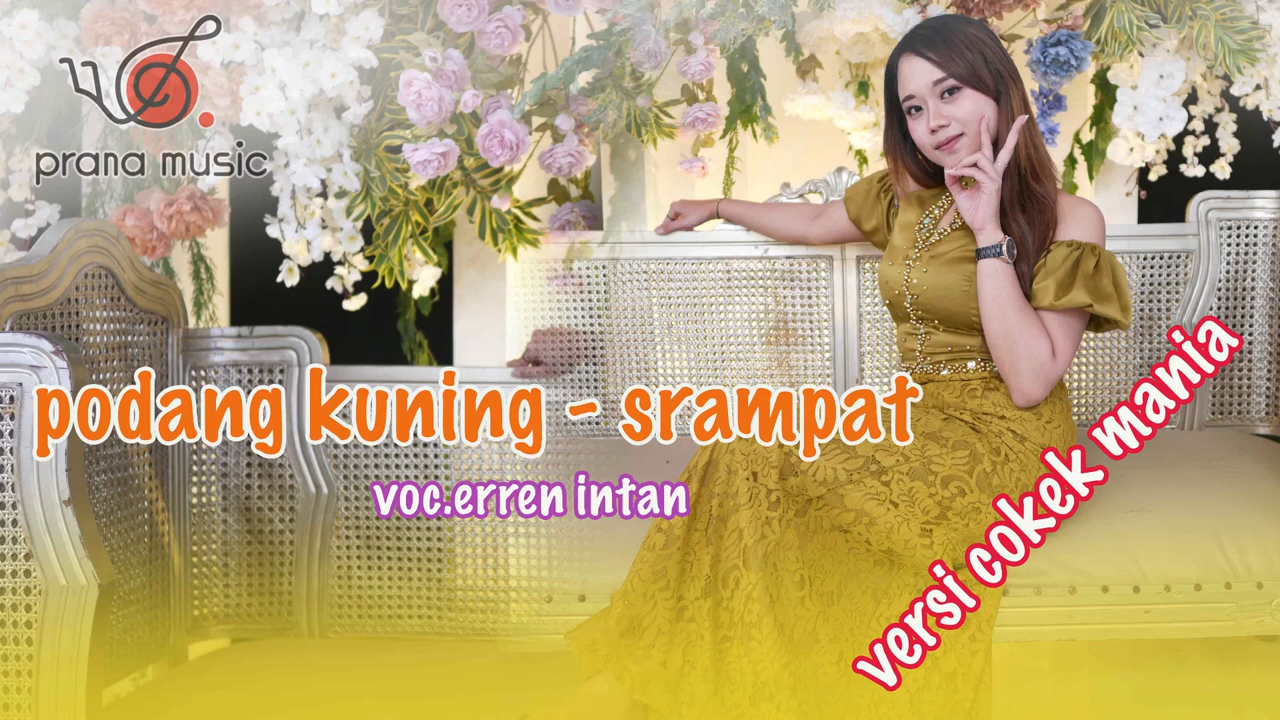 prana music
podang kuning - srampat
voc.erren intan
versi cokek mania